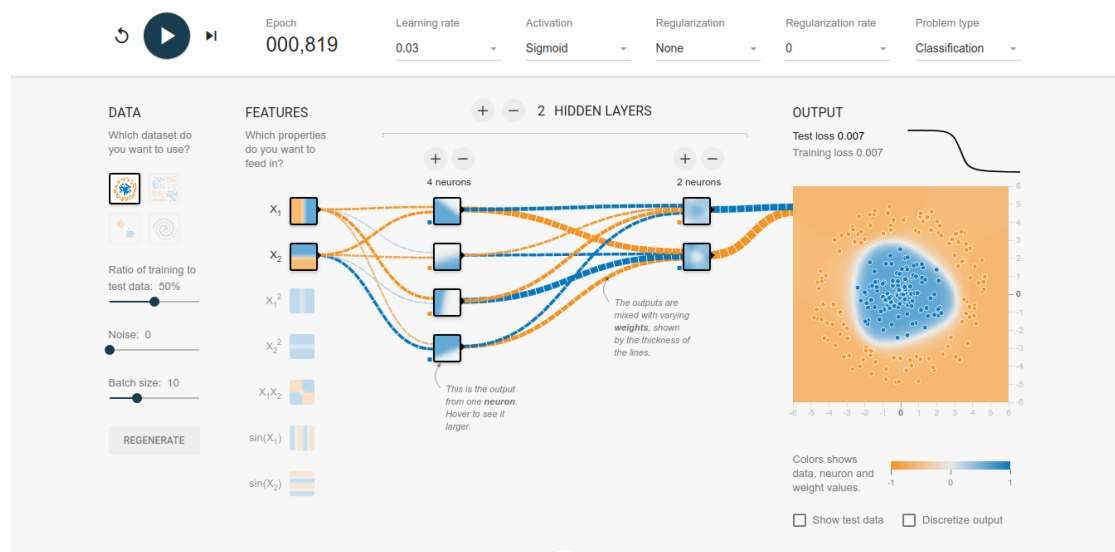 Epoch
000,819
Learning rate
0.03
Activation
Sigmoid
Regularization
None
Regularization rate
0
Problem type
Classification
DATA
Which dataset do
you want to use?
Ratio of training to
test data: 50%
Noise: 0
Batch size: 10
REGENERATE
FEATURES
Which properties
do you want to
feed in?
X₁
X₂
X₁²
X₂²
X₁X₂
sin(X₁)
sin(X₂)
+ − 2 HIDDEN LAYERS
+ −
4 neurons
+ −
2 neurons
This is the output
from one neuron.
Hover to see it
larger.
The outputs are
mixed with varying
weights, shown
by the thickness of
the lines.
OUTPUT
Test loss 0.007
Training loss 0.007
6
5
4
3
2
1
0
-1
-2
-3
-4
-5
-6
-6 -5 -4 -3 -2 -1 0 1 2 3 4 5 6
Colors shows
data, neuron and
weight values.
-1 0 1
Show test data
Discretize output